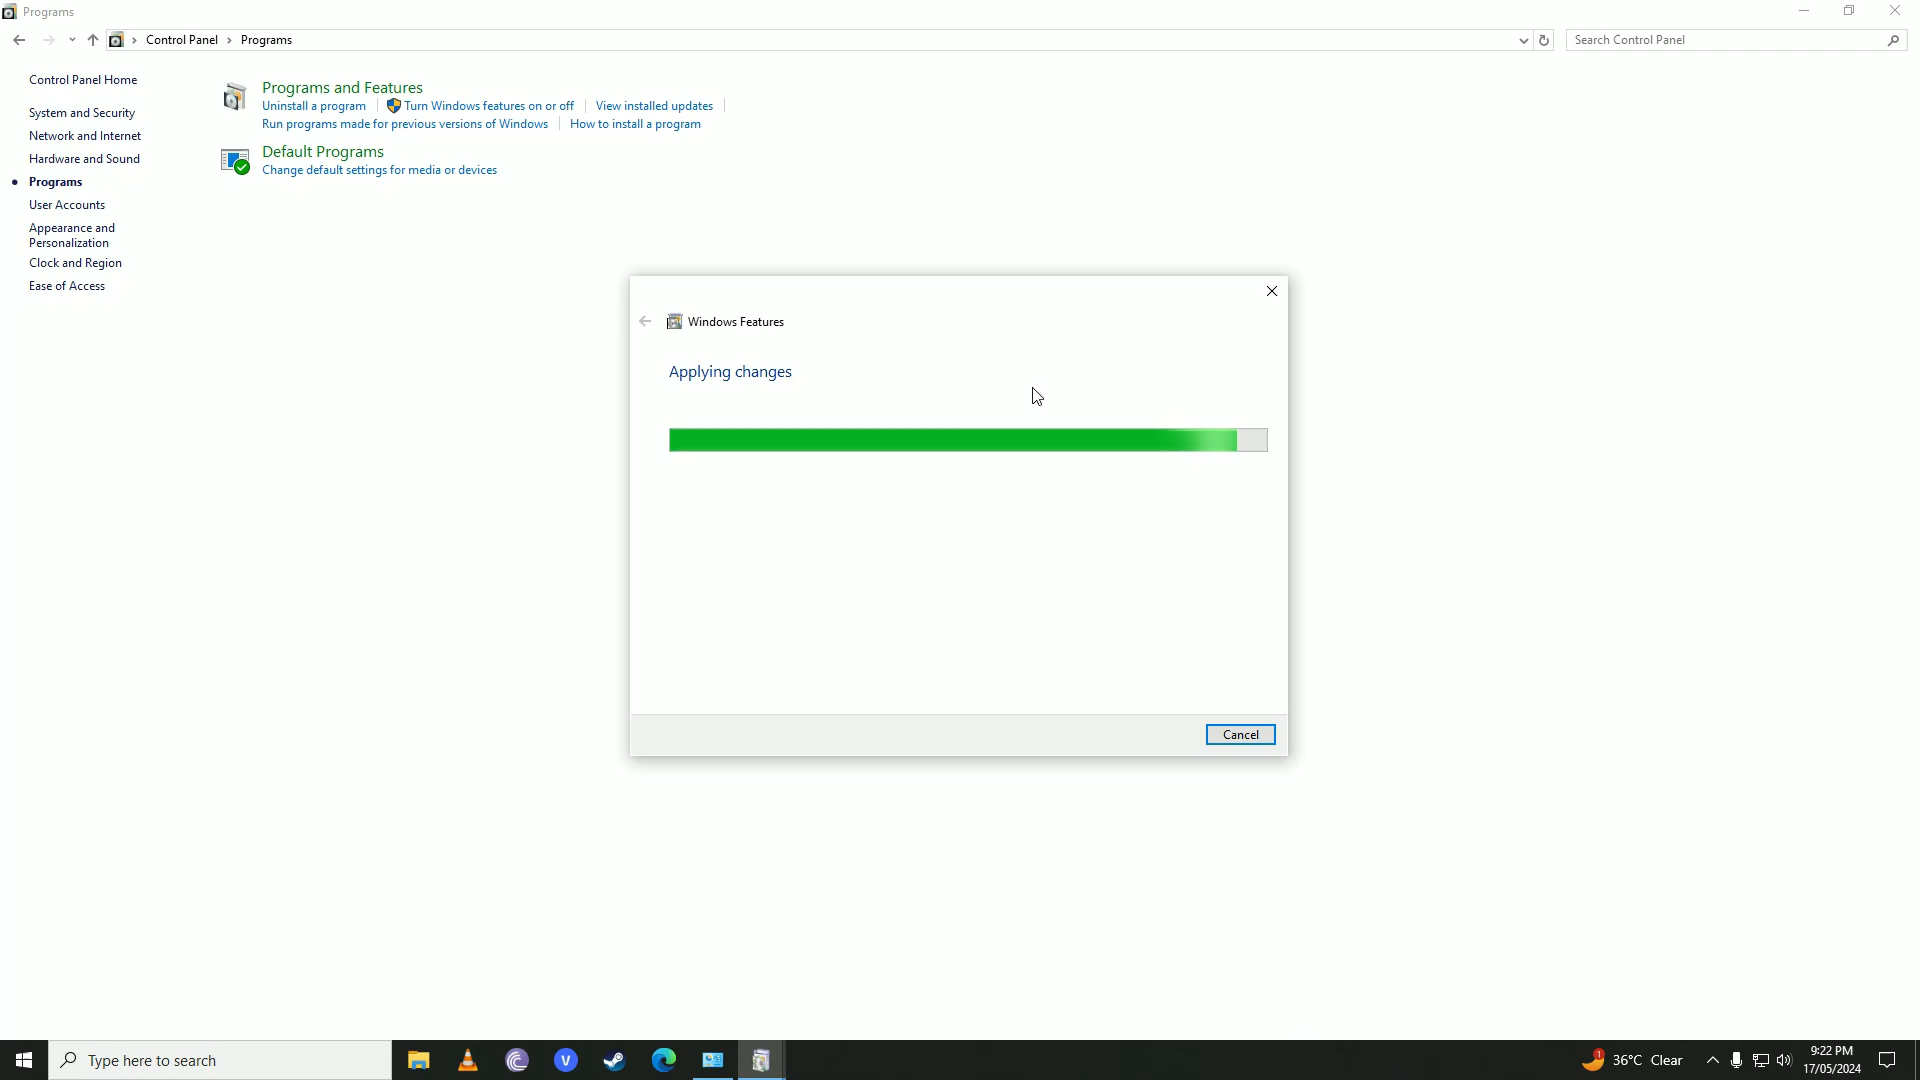 Programs
Control Panel > Programs
Search Control Panel
Control Panel Home
System and Security
Network and Internet
Hardware and Sound
Programs
User Accounts
Appearance and
Personalization
Clock and Region
Ease of Access
Programs and Features
Uninstall a program | Turn Windows features on or off | View installed updates |
Run programs made for previous versions of Windows | How to install a program
Default Programs
Change default settings for media or devices
Windows Features
Applying changes
Cancel
Type here to search
V
1
36°C Clear
9:22 PM
17/05/2024